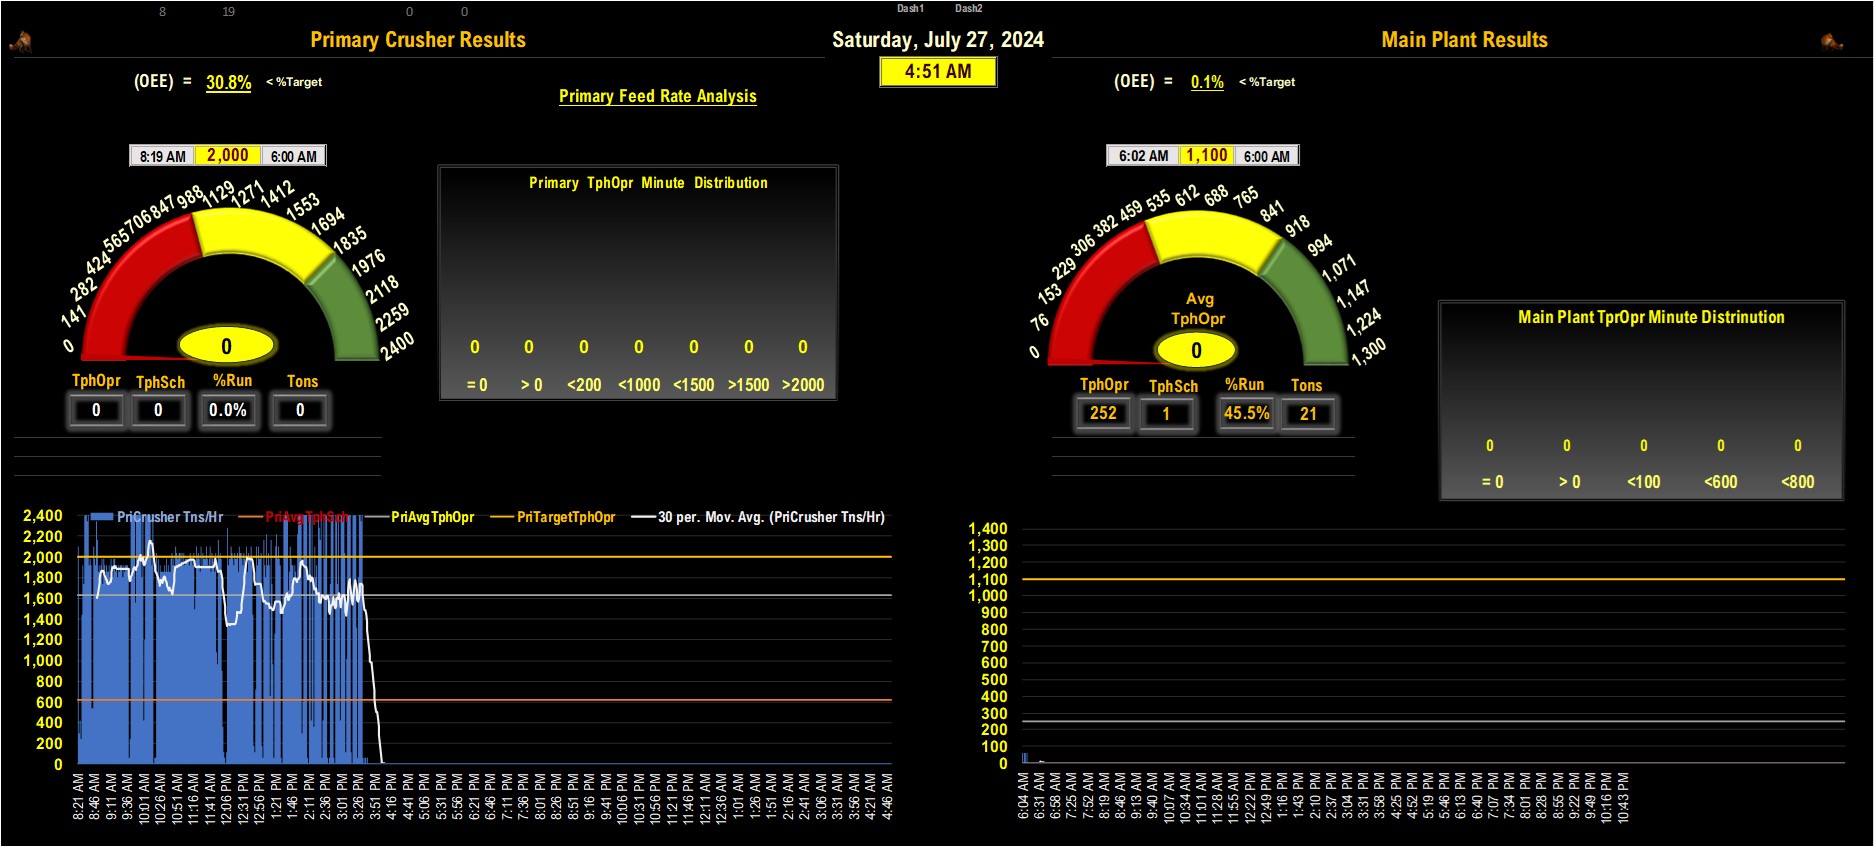 8 19 0 0 Dash1 Dash2
Primary Crusher Results
Saturday, July 27, 2024
Main Plant Results
4:51 AM
(OEE) = 30.8% < %Target
Primary Feed Rate Analysis
(OEE) = 0.1% < %Target
8:19 AM 2,000 6:00 AM
0 141 282 424 565 706 847 988 1129 1271 1412 1553 1694 1835 1976 2118 2259 2400
0
TphOpr TphSch %Run Tons
0 0 0.0% 0
Primary TphOpr Minute Distribution
0 0 0 0 0 0 0
= 0 > 0 <200 <1000 <1500 >1500 >2000
6:02 AM 1,100 6:00 AM
0 76 153 229 306 382 459 535 612 688 765 841 918 994 1,071 1,147 1,224 1,300
Avg
TphOpr
0
TphOpr TphSch %Run Tons
252 1 45.5% 21
Main Plant TprOpr Minute Distrinution
0 0 0 0 0
= 0 > 0 <100 <600 <800
PriCrusher Tns/Hr PriAvgTphSch PriAvgTphOpr PriTargetTphOpr 30 per. Mov. Avg. (PriCrusher Tns/Hr)
2,400
2,200
2,000
1,800
1,600
1,400
1,200
1,000
800
600
400
200
0
8:21 AM 8:46 AM 9:11 AM 9:36 AM 10:01 AM 10:26 AM 10:51 AM 11:16 AM 11:41 AM 12:06 PM 12:31 PM 12:56 PM 1:21 PM 1:46 PM 2:11 PM 2:36 PM 3:01 PM 3:26 PM 3:51 PM 4:16 PM 4:41 PM 5:06 PM 5:31 PM 5:56 PM 6:21 PM 6:46 PM 7:11 PM 7:36 PM 8:01 PM 8:26 PM 8:51 PM 9:16 PM 9:41 PM 10:06 PM 10:31 PM 10:56 PM 11:21 PM 11:46 PM 12:11 AM 12:36 AM 1:01 AM 1:26 AM 1:51 AM 2:16 AM 2:41 AM 3:06 AM 3:31 AM 3:56 AM 4:21 AM 4:46 AM
1,400
1,300
1,200
1,100
1,000
900
800
700
600
500
400
300
200
100
0
6:04 AM 6:31 AM 6:58 AM 7:25 AM 7:52 AM 8:19 AM 8:46 AM 9:13 AM 9:40 AM 10:07 AM 10:34 AM 11:01 AM 11:28 AM 11:55 AM 12:22 PM 12:49 PM 1:16 PM 1:43 PM 2:10 PM 2:37 PM 3:04 PM 3:31 PM 3:58 PM 4:25 PM 4:52 PM 5:19 PM 5:46 PM 6:13 PM 6:40 PM 7:07 PM 7:34 PM 8:01 PM 8:28 PM 8:55 PM 9:22 PM 9:49 PM 10:16 PM 10:43 PM